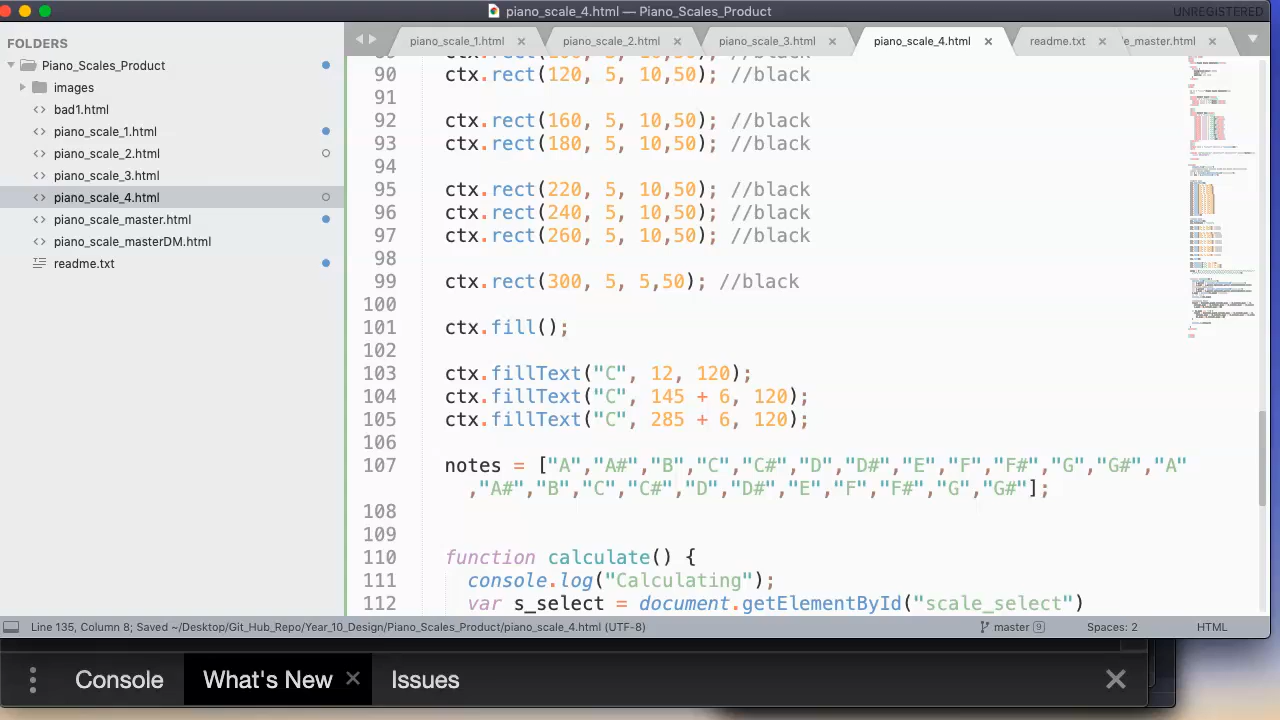 piano_scale_4.html — Piano_Scales_Product
UNREGISTERED
FOLDERS
Piano_Scales_Product
images
bad1.html
piano_scale_1.html
piano_scale_2.html
piano_scale_3.html
piano_scale_4.html
piano_scale_master.html
piano_scale_masterDM.html
readme.txt
piano_scale_1.html
piano_scale_2.html
piano_scale_3.html
piano_scale_4.html
readme.txt
e_master.html
90 ctx.rect(120, 5, 10,50); //black
91
92 ctx.rect(160, 5, 10,50); //black
93 ctx.rect(180, 5, 10,50); //black
94
95 ctx.rect(220, 5, 10,50); //black
96 ctx.rect(240, 5, 10,50); //black
97 ctx.rect(260, 5, 10,50); //black
98
99 ctx.rect(300, 5, 5,50); //black
100
101 ctx.fill();
102
103 ctx.fillText("C", 12, 120);
104 ctx.fillText("C", 145 + 6, 120);
105 ctx.fillText("C", 285 + 6, 120);
106
107 notes = ["A","A#","B","C","C#","D","D#","E","F","F#","G","G#","A"
,"A#","B","C","C#","D","D#","E","F","F#","G","G#"];
108
109
110 function calculate() {
111 console.log("Calculating");
112 var s_select = document.getElementById("scale_select")
Line 135, Column 8; Saved ~/Desktop/Git_Hub_Repo/Year_10_Design/Piano_Scales_Product/piano_scale_4.html (UTF-8)
master 9
Spaces: 2
HTML
Console
What's New
Issues